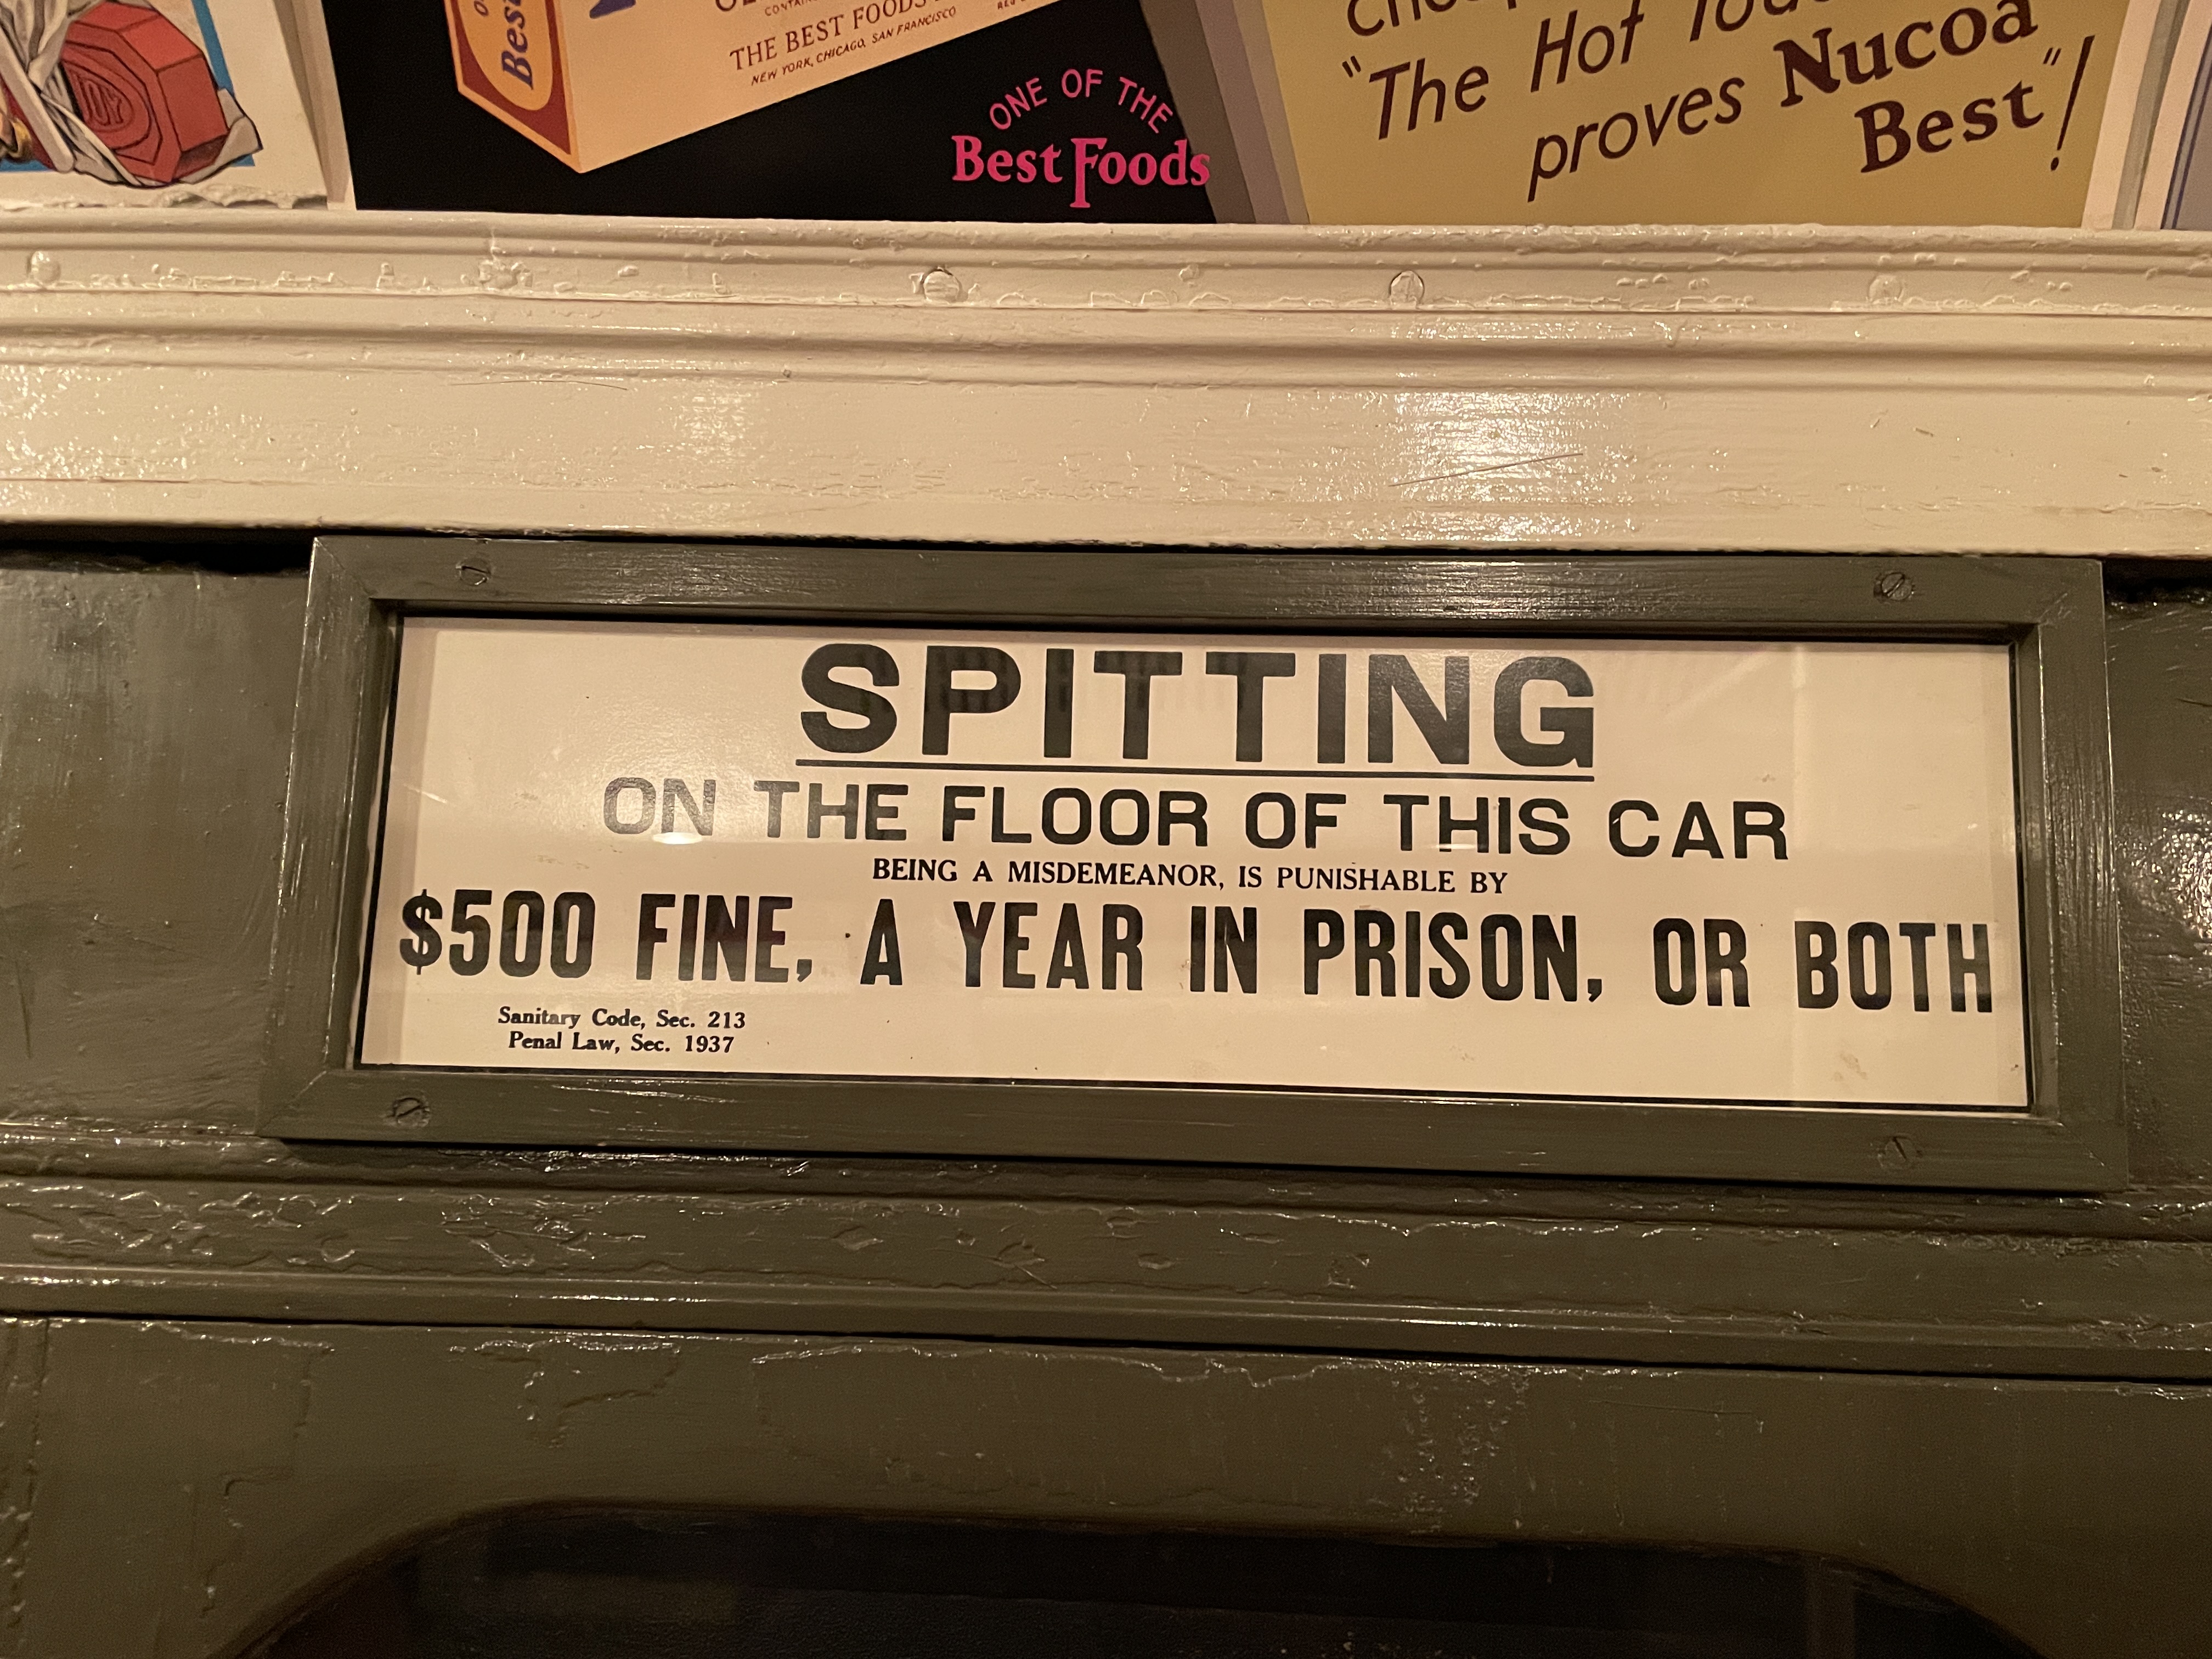 Best
THE BEST FOODS
NEW YORK, CHICAGO, SAN FRANCISCO
ONE OF THE
Best Foods
"The Hot
proves Nucoa
Best"!
SPITTING
ON THE FLOOR OF THIS CAR
BEING A MISDEMEANOR, IS PUNISHABLE BY
$500 FINE, A YEAR IN PRISON, OR BOTH
Sanitary Code, Sec. 213
Penal Law, Sec. 1937